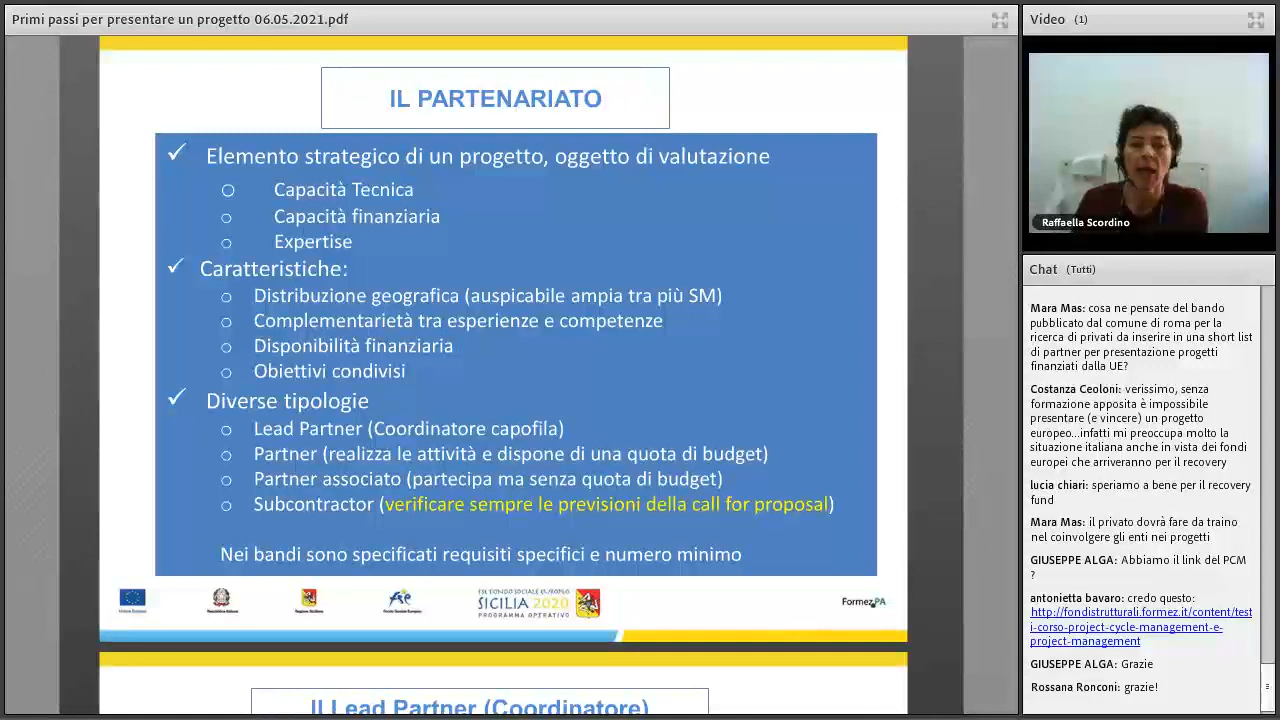 Primi passi per presentare un progetto 06.05.2021.pdf
IL PARTENARIATO
Elemento strategico di un progetto, oggetto di valutazione
Capacità Tecnica
Capacità finanziaria
Expertise
Caratteristiche:
Distribuzione geografica (auspicabile ampia tra più SM)
Complementarietà tra esperienze e competenze
Disponibilità finanziaria
Obiettivi condivisi
Diverse tipologie
Lead Partner (Coordinatore capofila)
Partner (realizza le attività e dispone di una quota di budget)
Partner associato (partecipa ma senza quota di budget)
Subcontractor (verificare sempre le previsioni della call for proposal)
Nei bandi sono specificati requisiti specifici e numero minimo
Unione Europea
Repubblica Italiana
Regione Siciliana
Fondo Sociale Europeo
SICILIA 2020
PROGRAMMA OPERATIVO
FormezPA
Il Lead Partner (Coordinatore)
Video (1)
Raffaella Scordino
Chat (Tutti)
Mara Mas: cosa ne pensate del bando
pubblicato dal comune di roma per la
ricerca di privati da inserire in una short list
di partner per presentazione progetti
finanziati dalla UE?
Costanza Ceoloni: verissimo, senza
formazione apposita è impossibile
presentare (e vincere) un progetto
europeo...infatti mi preoccupa molto la
situazione italiana anche in vista dei fondi
europei che arriveranno per il recovery
lucia chiari: speriamo a bene per il recovery
fund
Mara Mas: il privato dovrà fare da traino
nel coinvolgere gli enti nei progetti
GIUSEPPE ALGA: Abbiamo il link del PCM
?
antonietta bavaro: credo questo:
http://fondistrutturali.formez.it/content/test
i-corso-project-cycle-management-e-
project-management
GIUSEPPE ALGA: Grazie
Rossana Ronconi: grazie!